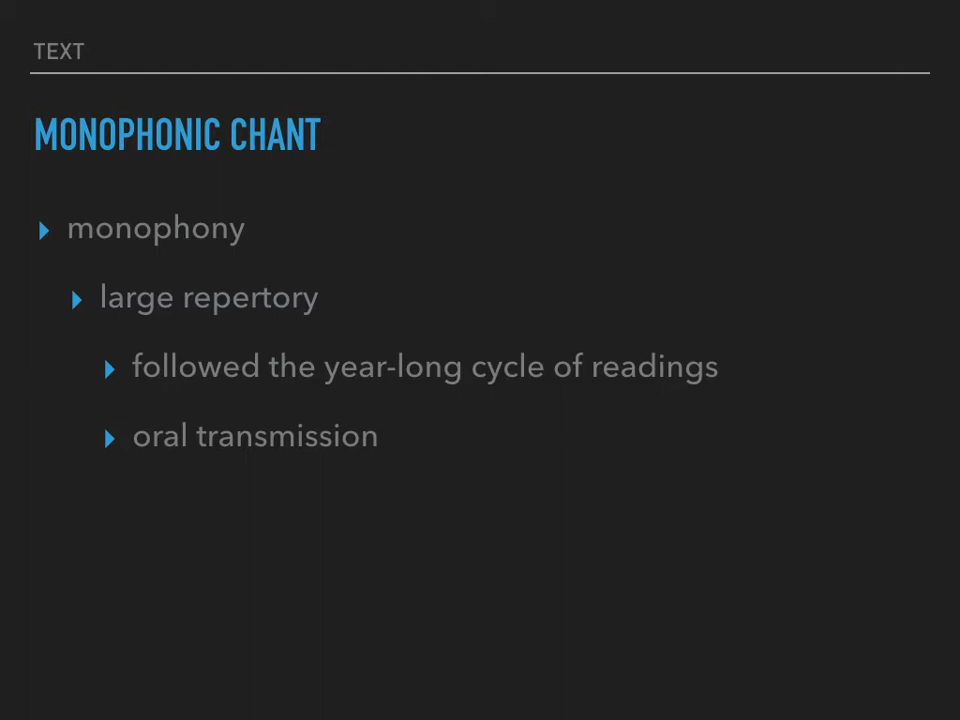 TEXT
MONOPHONIC CHANT
monophony
large repertory
followed the year-long cycle of readings
oral transmission